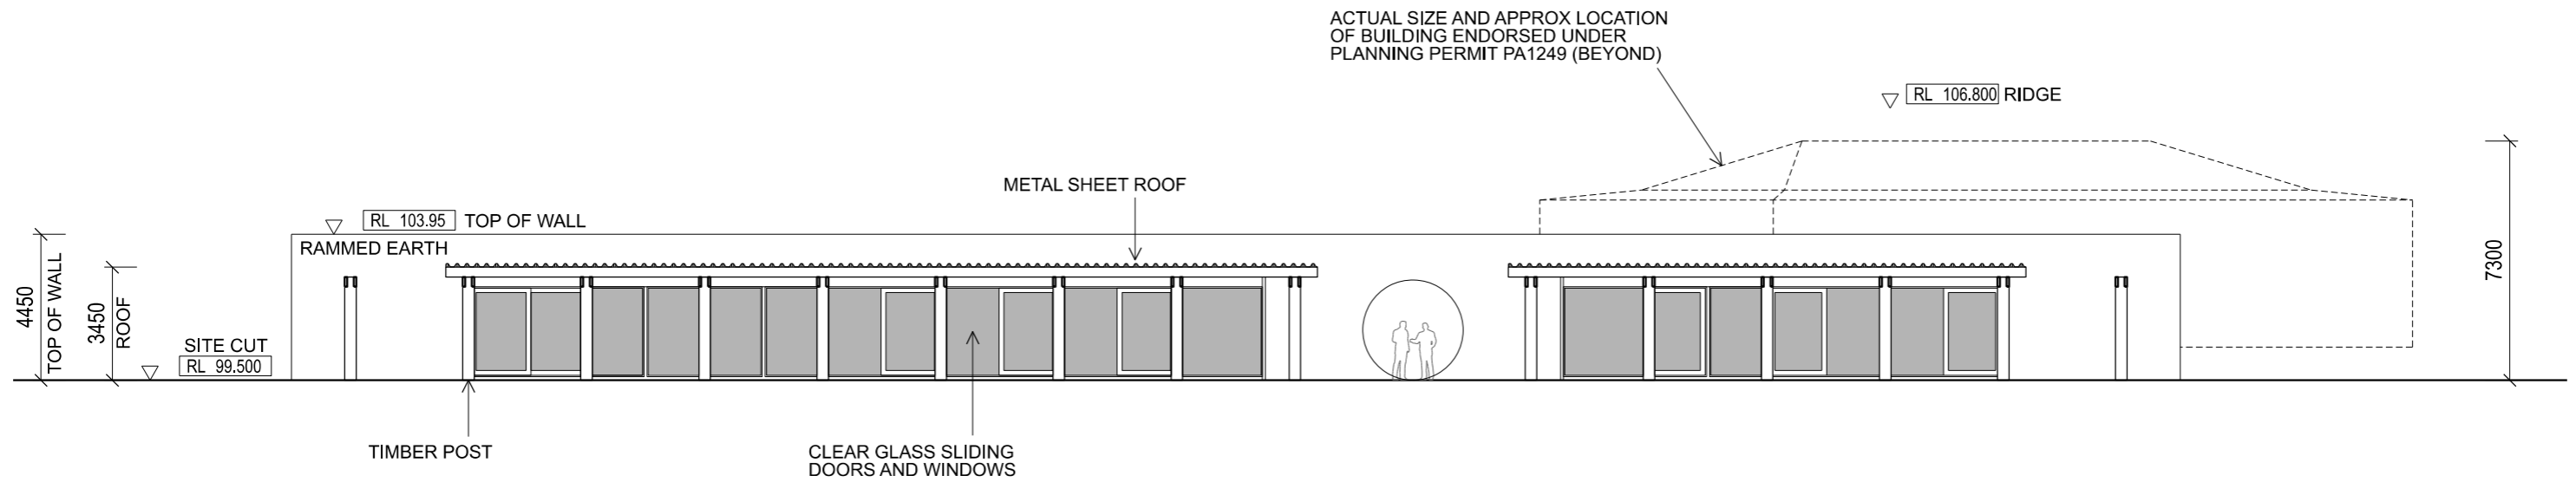 ACTUAL SIZE AND APPROX LOCATION
OF BUILDING ENDORSED UNDER
PLANNING PERMIT PA1249 (BEYOND)
RL 106.800 RIDGE
METAL SHEET ROOF
RL 103.95 TOP OF WALL
RAMMED EARTH
4450
TOP OF WALL
3450
ROOF
7300
SITE CUT
RL 99.500
TIMBER POST
CLEAR GLASS SLIDING
DOORS AND WINDOWS